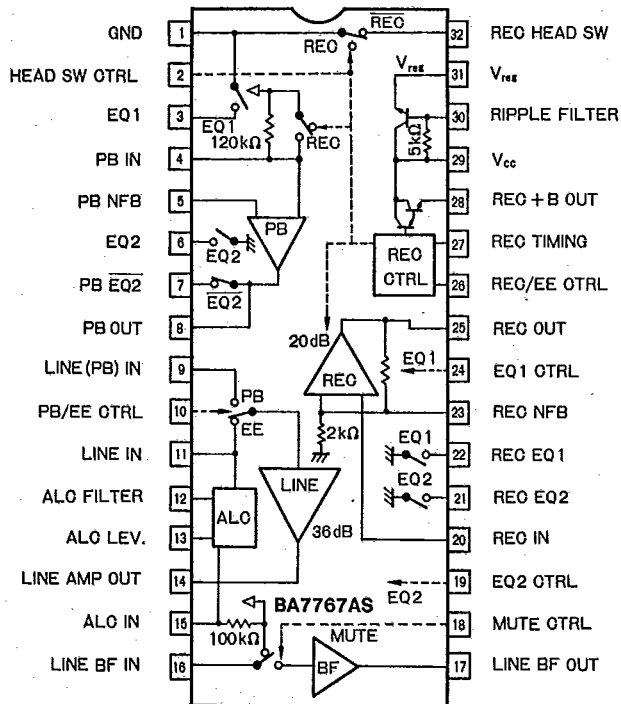 GND 1 REC R̅E̅C̅ 32 REC HEAD SW
HEAD SW CTRL 2 Vreg 31 Vreg
EQ1 3 EQ1 120kΩ REC 5kΩ 30 RIPPLE FILTER
PB IN 4 29 Vcc
PB NFB 5 PB 28 REC +B OUT
EQ2 6 EQ2 REC CTRL 27 REC TIMING
PB E̅Q̅2̅ 7 E̅Q̅2̅ 26 REC/EE CTRL
PB OUT 8 20dB 25 REC OUT
LINE (PB) IN 9 REC EQ1 24 EQ1 CTRL
PB/EE CTRL 10 PB EE 2kΩ 23 REC NFB
LINE IN 11 EQ1 22 REC EQ1
ALC FILTER 12 ALC LINE EQ2 21 REC EQ2
ALC LEV. 13 36dB 20 REC IN
LINE AMP OUT 14 EQ2 19 EQ2 CTRL
ALC IN 15 100kΩ BA7767AS MUTE 18 MUTE CTRL
LINE BF IN 16 BF 17 LINE BF OUT